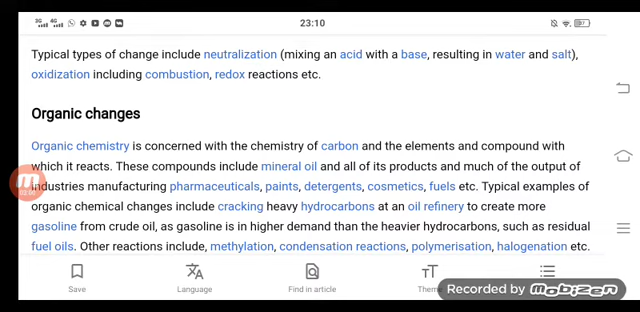 3G 4G 23:10
Typical types of change include neutralization (mixing an acid with a base, resulting in water and salt),
oxidization including combustion, redox reactions etc.
Organic changes
Organic chemistry is concerned with the chemistry of carbon and the elements and compound with
which it reacts. These compounds include mineral oil and all of its products and much of the output of
industries manufacturing pharmaceuticals, paints, detergents, cosmetics, fuels etc. Typical examples of
organic chemical changes include cracking heavy hydrocarbons at an oil refinery to create more
gasoline from crude oil, as gasoline is in higher demand than the heavier hydrocarbons, such as residual
fuel oils. Other reactions include, methylation, condensation reactions, polymerisation, halogenation etc.
Save Language Find in article Theme
Recorded by Mobizen